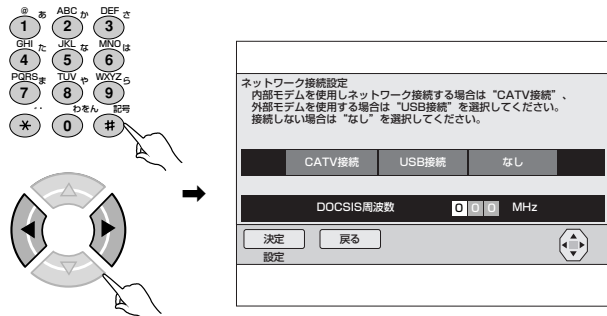 @ あ ABC か DEF さ
1 2 3
GHI た JKL な MNO は
4 5 6
PQRS ま TUV や WXYZ ら
7 8 9
゛゜ わをん 記号
* 0 #
ネットワーク接続設定
内部モデムを使用しネットワーク接続する場合は“CATV接続”、
外部モデムを使用する場合は“USB接続”を選択してください。
接続しない場合は“なし”を選択してください。
CATV接続 USB接続 なし
DOCSIS周波数 0 0 0 MHz
決定 戻る
設定